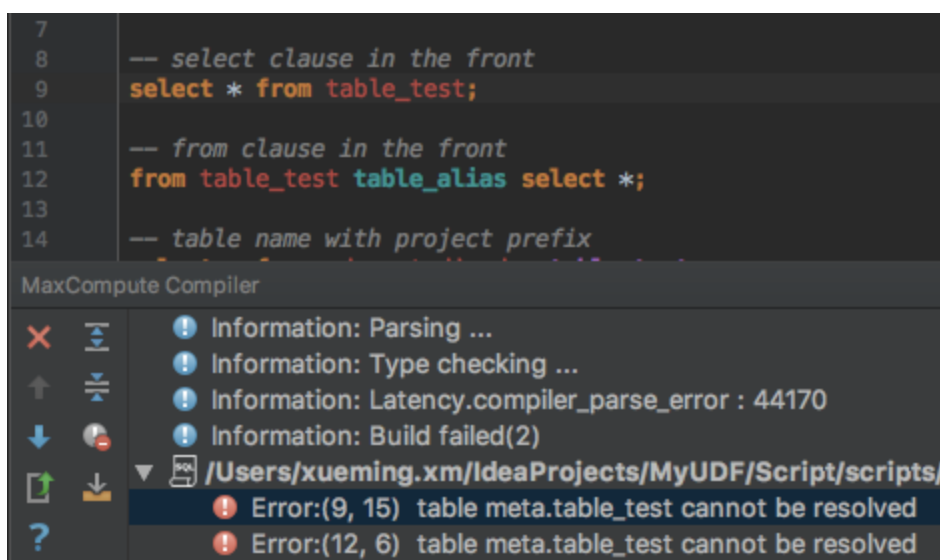 7
8 -- select clause in the front
9 select * from table_test;
10
11 -- from clause in the front
12 from table_test table_alias select *;
13
14 -- table name with project prefix
MaxCompute Compiler
Information: Parsing ...
Information: Type checking ...
Information: Latency.compiler_parse_error : 44170
Information: Build failed(2)
SQL /Users/xueming.xm/IdeaProjects/MyUDF/Script/scripts/
Error:(9, 15) table meta.table_test cannot be resolved
Error:(12, 6) table meta.table_test cannot be resolved